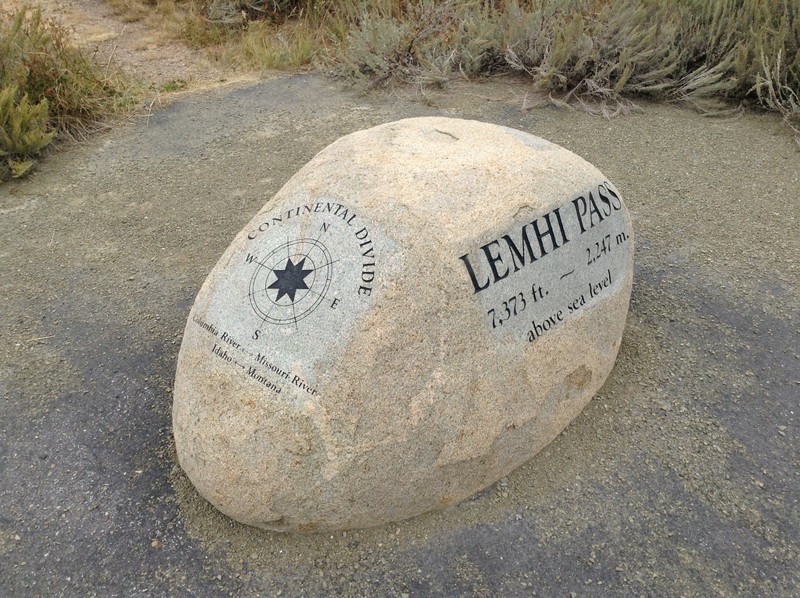 CONTINENTAL DIVIDE
N
W
E
S
Columbia River ←→ Missouri River
Idaho ←→ Montana
LEMHI PASS
7,373 ft. ~ 2,247 m.
above sea level